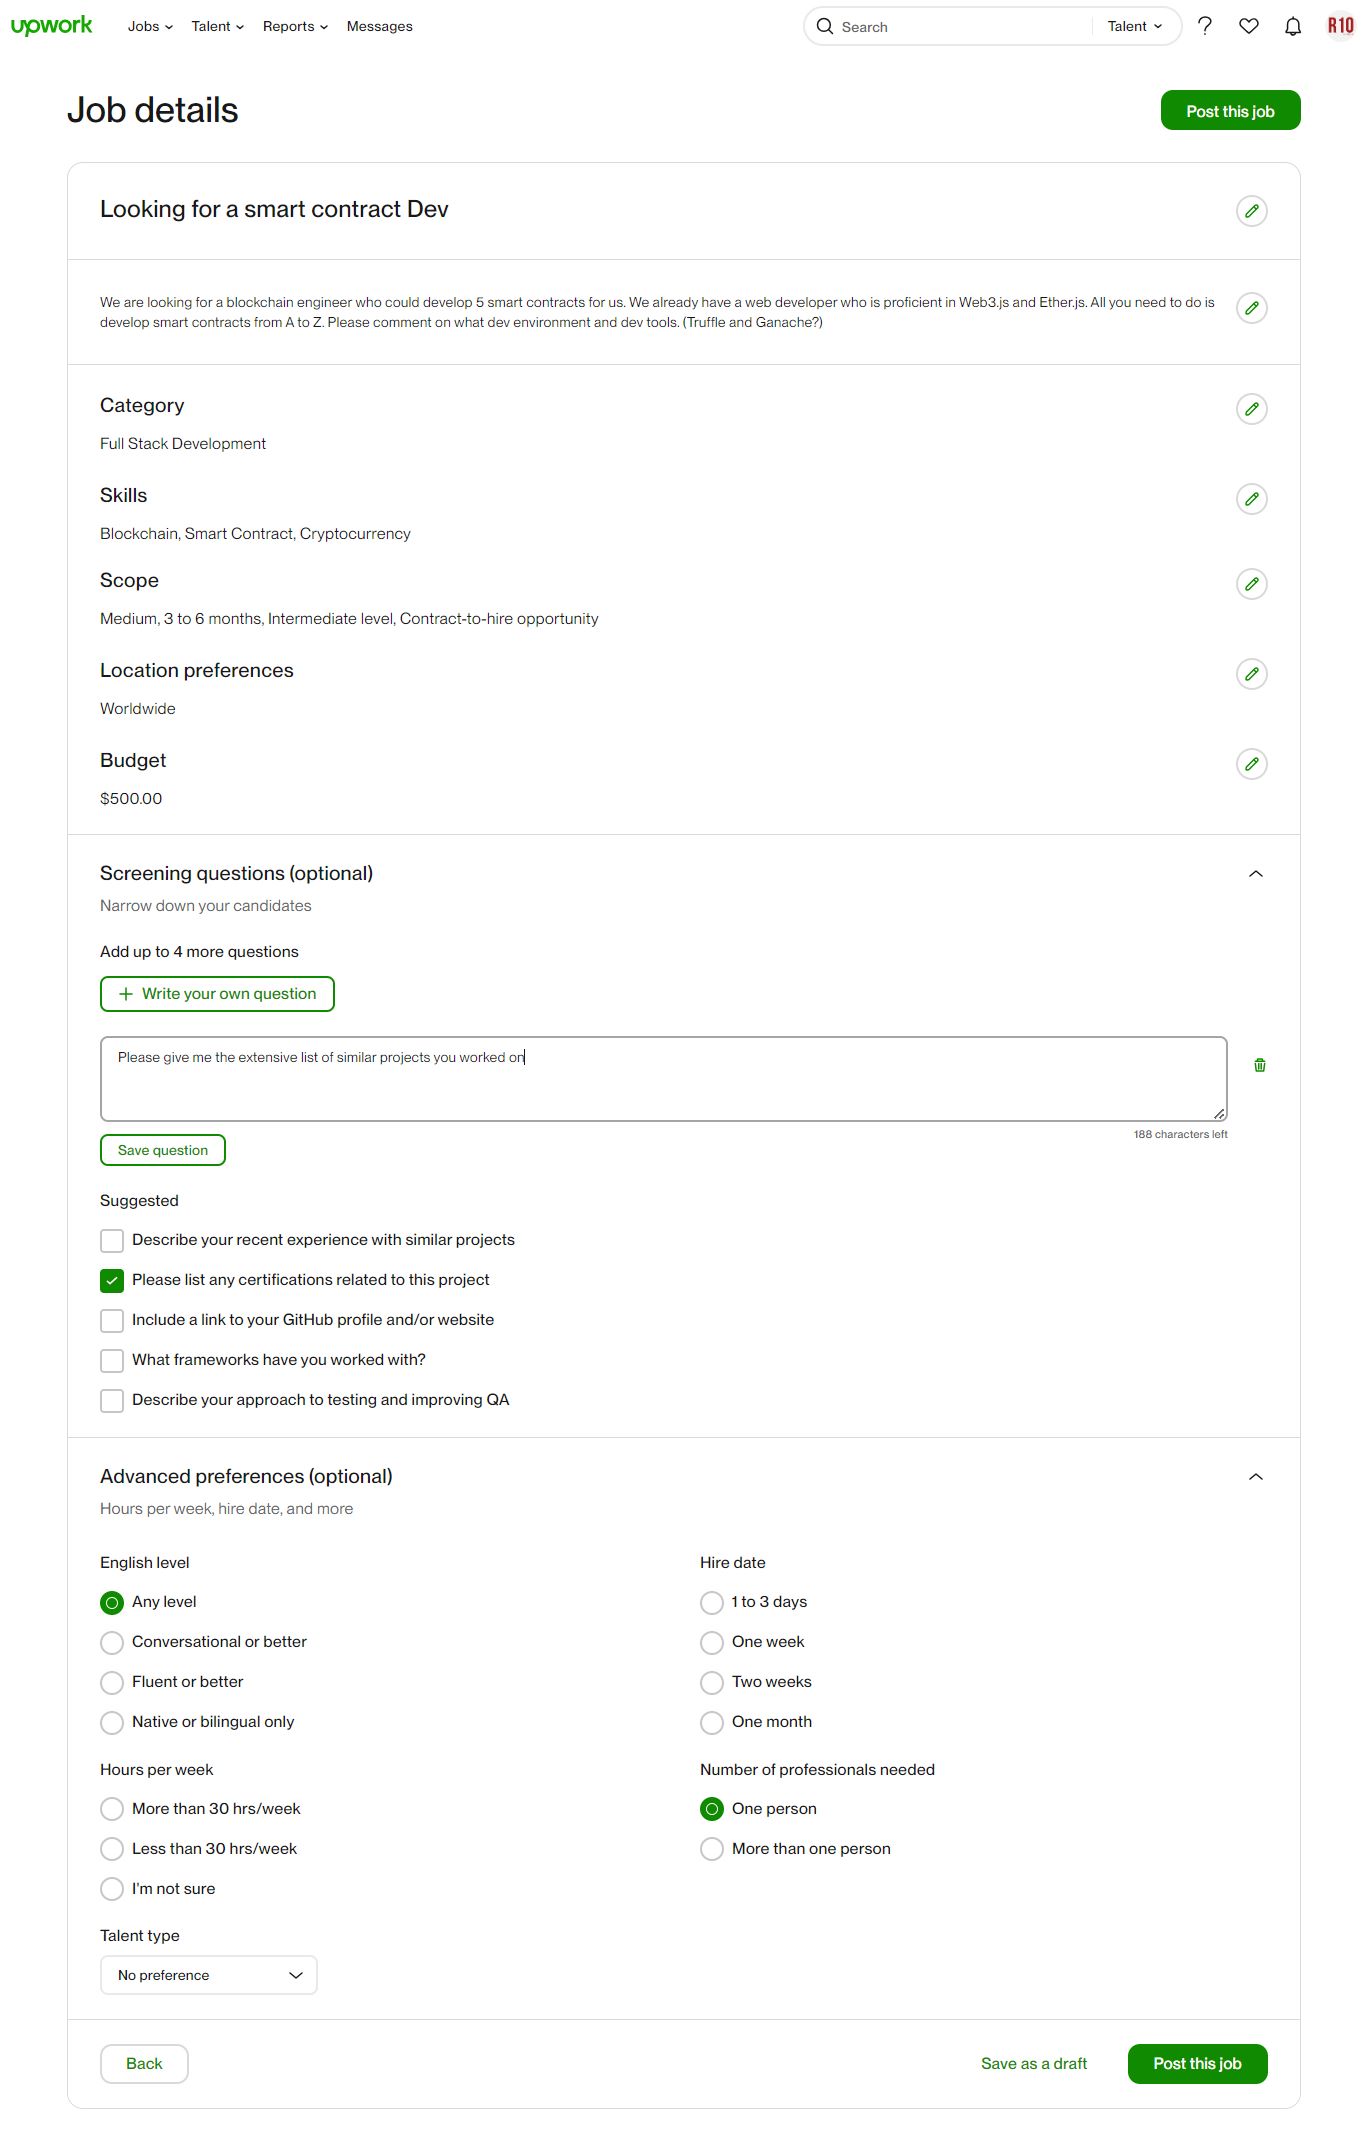 upwork
Jobs
Talent
Reports
Messages
Search
Talent
R10
Job details
Post this job
Looking for a smart contract Dev
We are looking for a blockchain engineer who could develop 5 smart contracts for us. We already have a web developer who is proficient in Web3.js and Ether.js. All you need to do is
develop smart contracts from A to Z. Please comment on what dev environment and dev tools. (Truffle and Ganache?)
Category
Full Stack Development
Skills
Blockchain, Smart Contract, Cryptocurrency
Scope
Medium, 3 to 6 months, Intermediate level, Contract-to-hire opportunity
Location preferences
Worldwide
Budget
$500.00
Screening questions (optional)
Narrow down your candidates
Add up to 4 more questions
+ Write your own question
Please give me the extensive list of similar projects you worked on
188 characters left
Save question
Suggested
Describe your recent experience with similar projects
Please list any certifications related to this project
Include a link to your GitHub profile and/or website
What frameworks have you worked with?
Describe your approach to testing and improving QA
Advanced preferences (optional)
Hours per week, hire date, and more
English level
Any level
Conversational or better
Fluent or better
Native or bilingual only
Hire date
1 to 3 days
One week
Two weeks
One month
Hours per week
More than 30 hrs/week
Less than 30 hrs/week
I'm not sure
Number of professionals needed
One person
More than one person
Talent type
No preference
Back
Save as a draft
Post this job